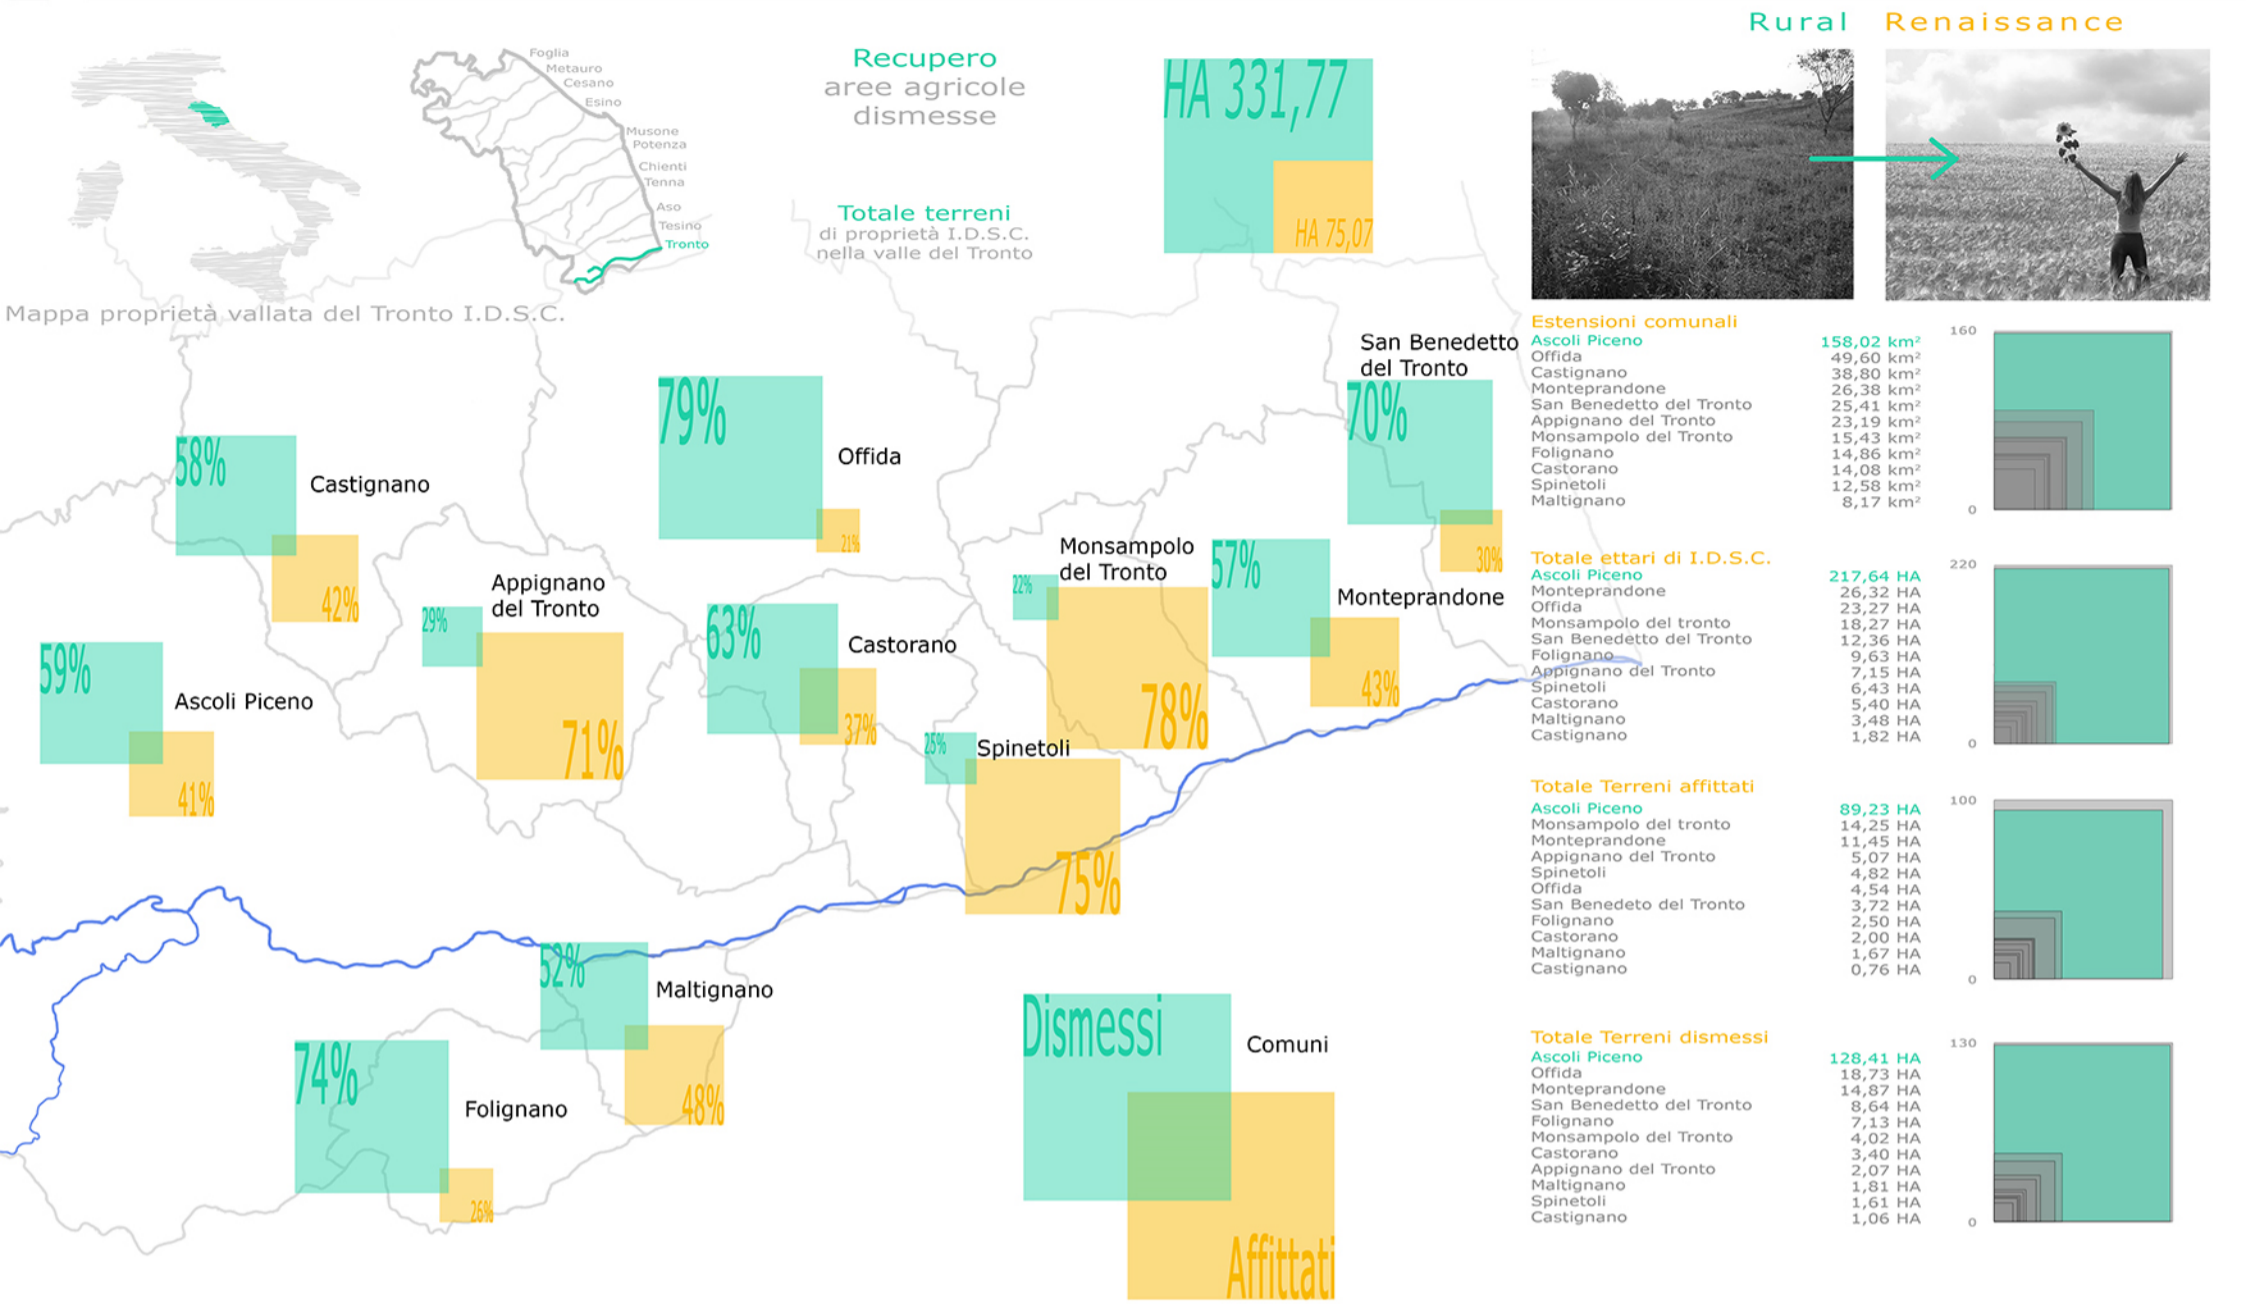 Rural Renaissance
Foglia
Metauro
Cesano
Esino
Musone
Potenza
Chienti
Tenna
Aso
Tesino
Tronto
Mappa proprietà vallata del Tronto I.D.S.C.
Recupero
aree agricole
dismesse
Totale terreni
di proprietà I.D.S.C.
nella valle del Tronto
HA 331,77
HA 75,07
San Benedetto
del Tronto
70%
30%
79%
Offida
21%
58%
Castignano
42%
Appignano
del Tronto
29%
71%
Monsampolo
del Tronto
22%
78%
57%
Monteprandone
43%
63%
Castorano
37%
59%
Ascoli Piceno
41%
25%
Spinetoli
75%
52%
Maltignano
48%
74%
Folignano
26%
Dismessi
Comuni
Affittati
Estensioni comunali
Ascoli Piceno 158,02 km²
Offida 49,60 km²
Castignano 38,80 km²
Monteprandone 26,38 km²
San Benedetto del Tronto 25,41 km²
Appignano del Tronto 23,19 km²
Monsampolo del Tronto 15,43 km²
Folignano 14,86 km²
Castorano 14,08 km²
Spinetoli 12,58 km²
Maltignano 8,17 km²
160
0
Totale ettari di I.D.S.C.
Ascoli Piceno 217,64 HA
Monteprandone 26,32 HA
Offida 23,27 HA
Monsampolo del tronto 18,27 HA
San Benedetto del Tronto 12,36 HA
Folignano 9,63 HA
Appignano del Tronto 7,15 HA
Spinetoli 6,43 HA
Castorano 5,40 HA
Maltignano 3,48 HA
Castignano 1,82 HA
220
0
Totale Terreni affittati
Ascoli Piceno 89,23 HA
Monsampolo del tronto 14,25 HA
Monteprandone 11,45 HA
Appignano del Tronto 5,07 HA
Spinetoli 4,82 HA
Offida 4,54 HA
San Benedeto del Tronto 3,72 HA
Folignano 2,50 HA
Castorano 2,00 HA
Maltignano 1,67 HA
Castignano 0,76 HA
100
0
Totale Terreni dismessi
Ascoli Piceno 128,41 HA
Offida 18,73 HA
Monteprandone 14,87 HA
San Benedetto del Tronto 8,64 HA
Folignano 7,13 HA
Monsampolo del Tronto 4,02 HA
Castorano 3,40 HA
Appignano del Tronto 2,07 HA
Maltignano 1,81 HA
Spinetoli 1,61 HA
Castignano 1,06 HA
130
0